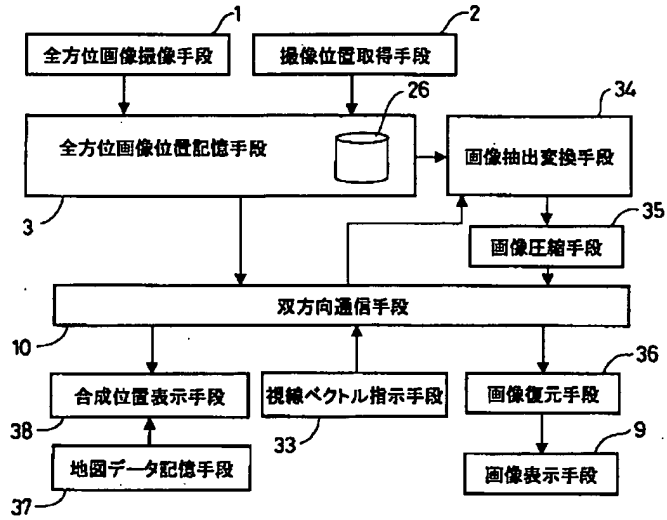 1
2
全方位画像撮像手段
撮像位置取得手段
26
34
全方位画像位置記憶手段
画像抽出変換手段
3
35
画像圧縮手段
双方向通信手段
10
36
合成位置表示手段
視線ベクトル指示手段
画像復元手段
38
33
9
地図データ記憶手段
画像表示手段
37